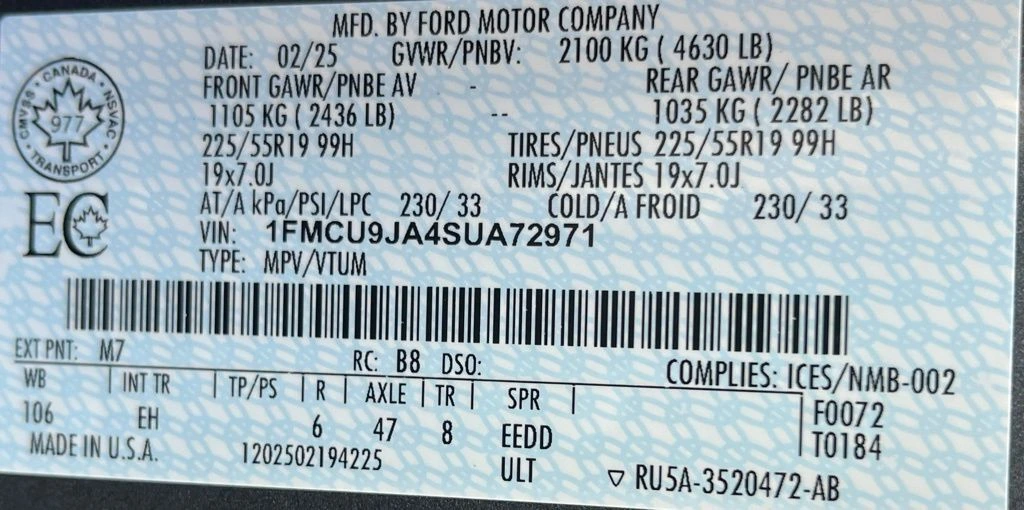 MFD. BY FORD MOTOR COMPANY
DATE: 02/25 GVWR/PNBV: 2100 KG ( 4630 LB)
FRONT GAWR/PNBE AV - REAR GAWR/ PNBE AR
1105 KG ( 2436 LB) -- 1035 KG ( 2282 LB)
225/55R19 99H TIRES/PNEUS 225/55R19 99H
19x7.0J RIMS/JANTES 19x7.0J
AT/A kPa/PSI/LPC 230/ 33 COLD/A FROID 230/ 33
VIN: 1FMCU9JA4SUA72971
TYPE: MPV/VTUM
CANADA
CMVSS NSVAC
977
TRANSPORT
EC
EXT PNT: M7 RC: B8 DSO:
COMPLIES: ICES/NMB-002
WB | INT TR | TP/PS | R | AXLE | TR | SPR |
106 EH 6 47 8 EEDD
F0072
T0184
MADE IN U.S.A. 1202502194225 ULT
▽ RU5A-3520472-AB